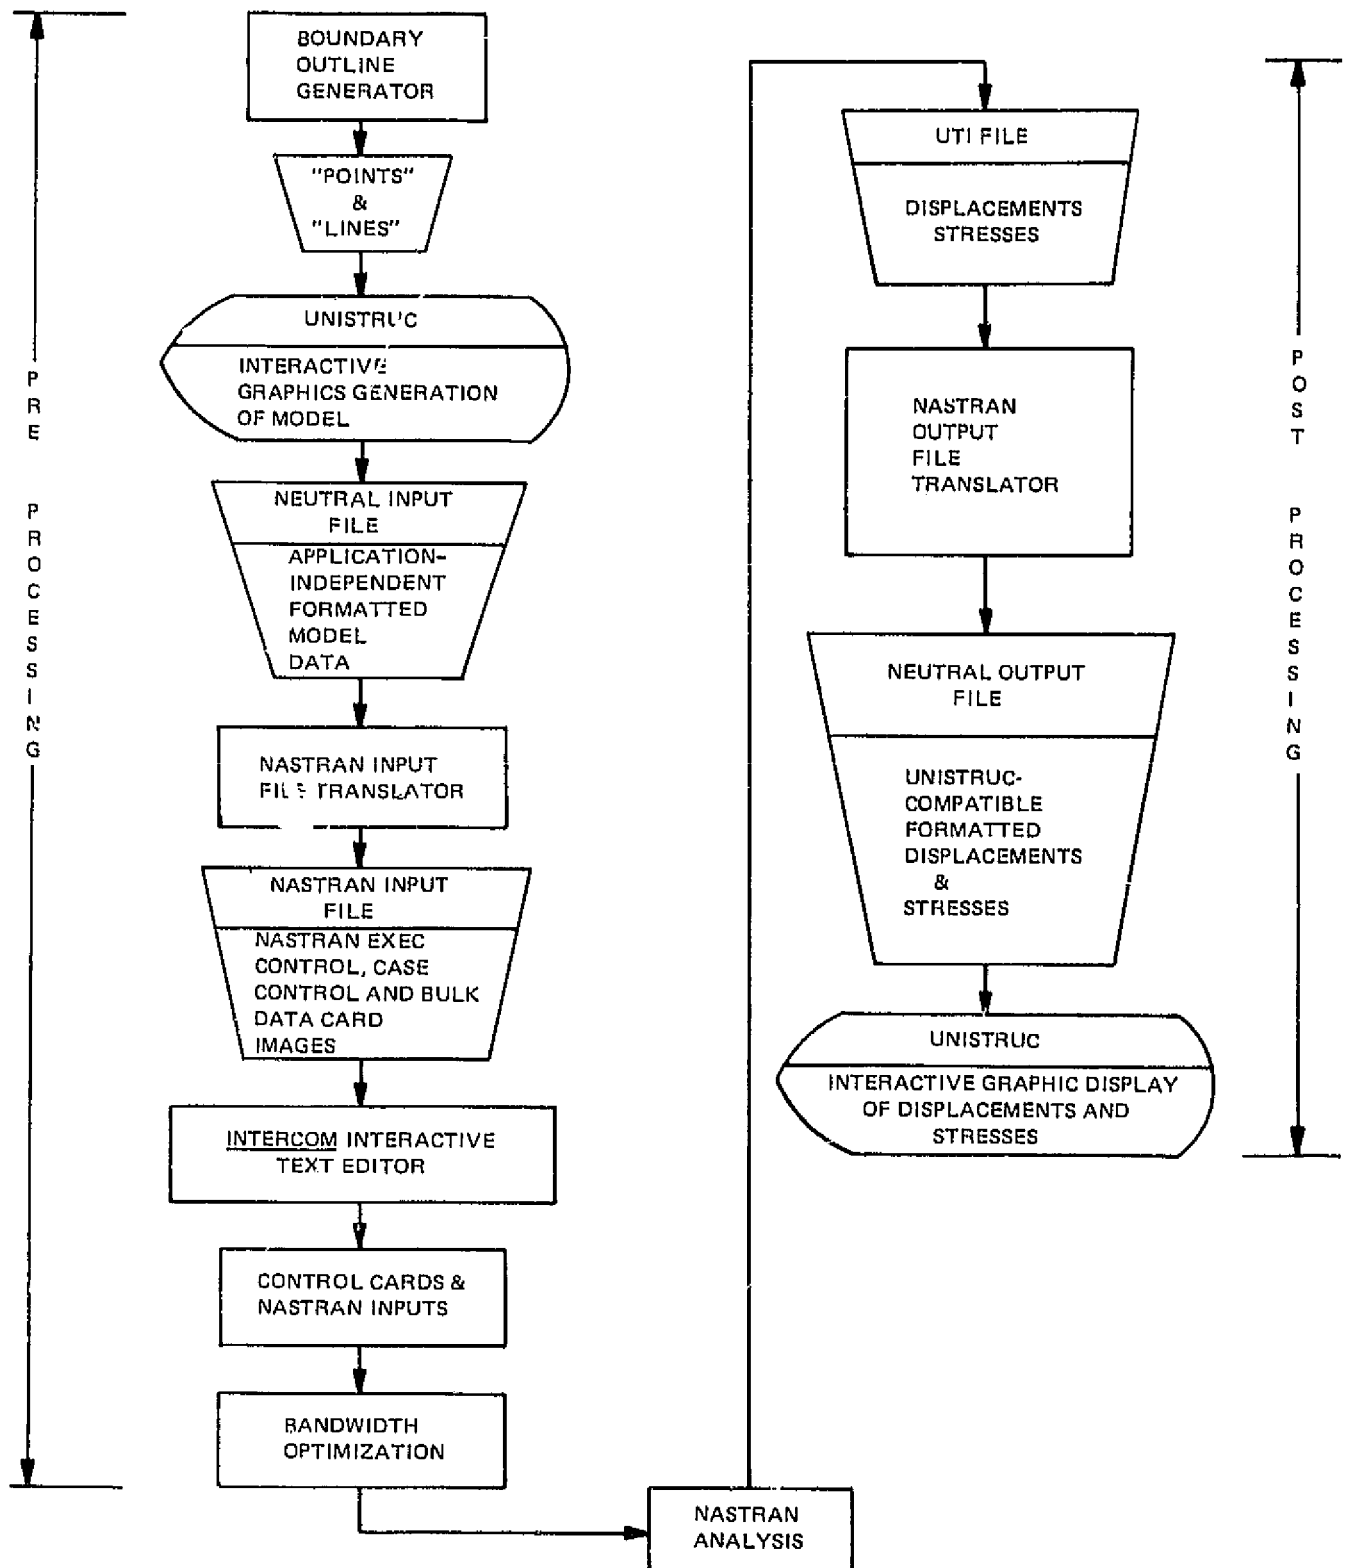 BOUNDARY
OUTLINE
GENERATOR
"POINTS"
&
"LINES"
UNISTRUC
INTERACTIVE
GRAPHICS GENERATION
OF MODEL
NEUTRAL INPUT
FILE
APPLICATION-
INDEPENDENT
FORMATTED
MODEL
DATA
NASTRAN INPUT
FILE TRANSLATOR
NASTRAN INPUT
FILE
NASTRAN EXEC
CONTROL, CASE
CONTROL AND BULK
DATA CARD
IMAGES
INTERCOM INTERACTIVE
TEXT EDITOR
CONTROL CARDS &
NASTRAN INPUTS
BANDWIDTH
OPTIMIZATION
PRE PROCESSING
NASTRAN
ANALYSIS
UTI FILE
DISPLACEMENTS
STRESSES
NASTRAN
OUTPUT
FILE
TRANSLATOR
NEUTRAL OUTPUT
FILE
UNISTRUC-
COMPATIBLE
FORMATTED
DISPLACEMENTS
&
STRESSES
UNISTRUC
INTERACTIVE GRAPHIC DISPLAY
OF DISPLACEMENTS AND
STRESSES
POST PROCESSING